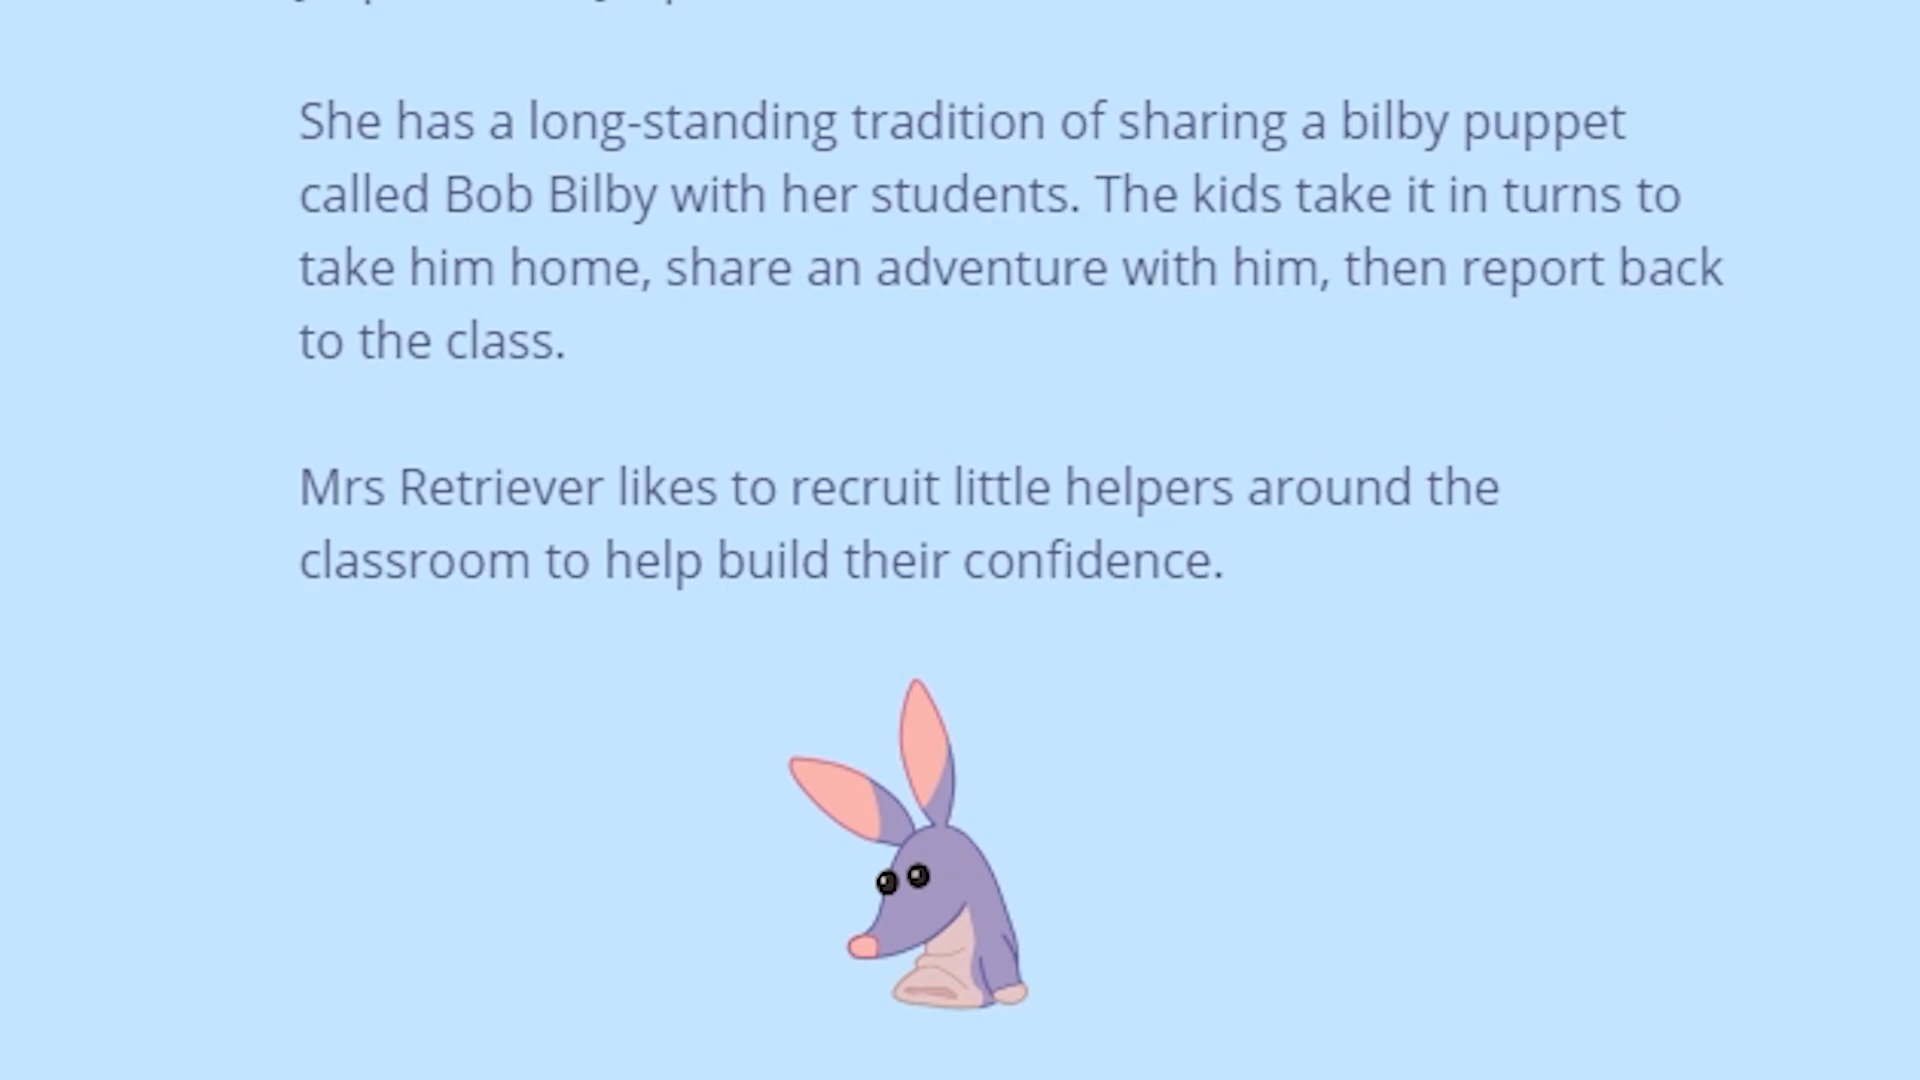 She has a long-standing tradition of sharing a bilby puppet
called Bob Bilby with her students. The kids take it in turns to
take him home, share an adventure with him, then report back
to the class.
Mrs Retriever likes to recruit little helpers around the
classroom to help build their confidence.